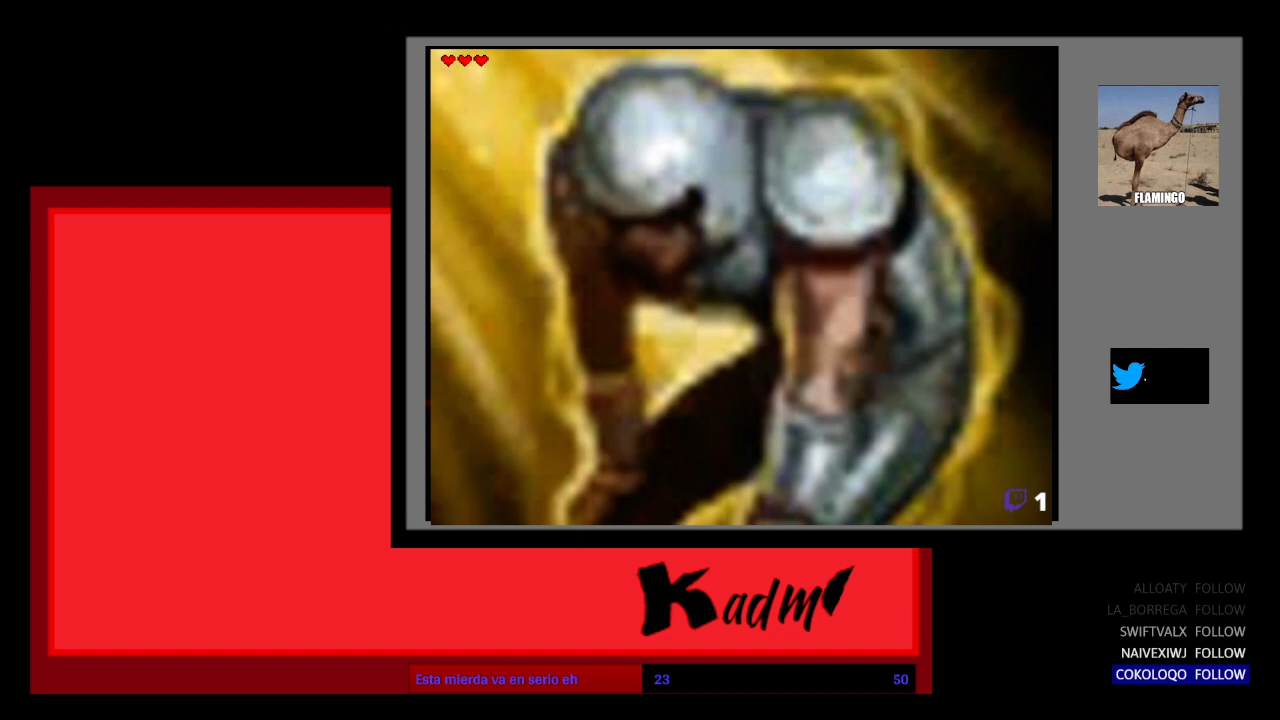 FLAMINGO
1
Kadm
ALLOATY FOLLOW
LA_BORREGA FOLLOW
SWIFTVALX FOLLOW
NAIVEXIWJ FOLLOW
COKOLOQO FOLLOW
Esta mierda va en serio eh 23 50